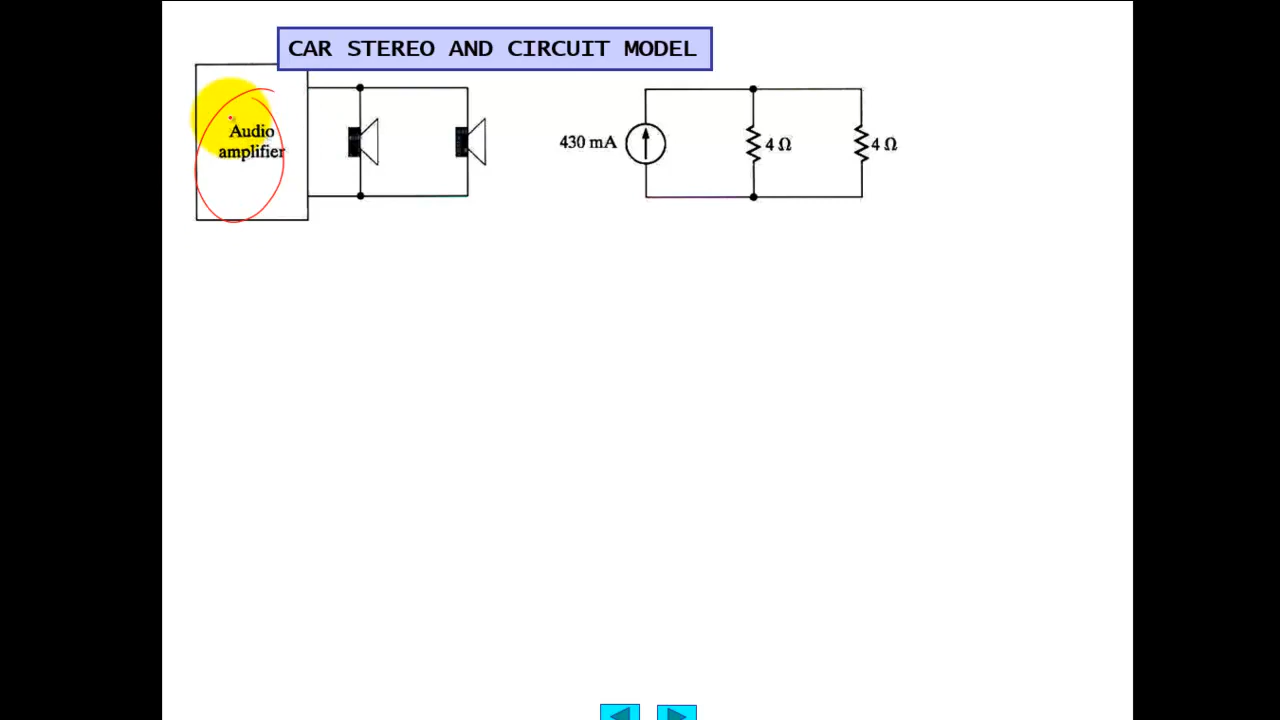 CAR STEREO AND CIRCUIT MODEL
Audio
amplifier
430 mA
4 Ω
4 Ω